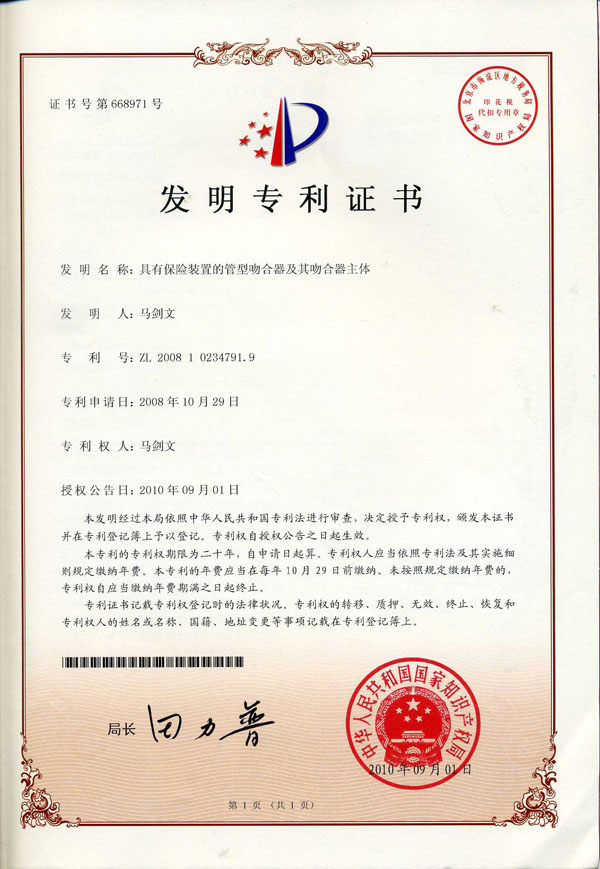 证书号第668971号
北京市海淀区地方税务局
印花税
代扣专用章
国家知识产权局
发明专利证书
发明名称：具有保险装置的管型吻合器及其吻合器主体
发明人：马剑文
专利号：ZL 2008 1 0234791.9
专利申请日：2008年10月29日
专利权人：马剑文
授权公告日：2010年09月01日
本发明经过本局依照中华人民共和国专利法进行审查，决定授予专利权，颁发本证书
并在专利登记簿上予以登记。专利权自授权公告之日起生效。
本专利的专利权期限为二十年，自申请日起算。专利权人应当依照专利法及其实施细
则规定缴纳年费。本专利的年费应当在每年10月29日前缴纳。未按照规定缴纳年费的，
专利权自应当缴纳年费期满之日起终止。
专利证书记载专利权登记时的法律状况。专利权的转移、质押、无效、终止、恢复和
专利权人的姓名或名称、国籍、地址变更等事项记载在专利登记簿上。
局长 田力普
中华人民共和国国家知识产权局
2010年09月01日
第1页（共1页）